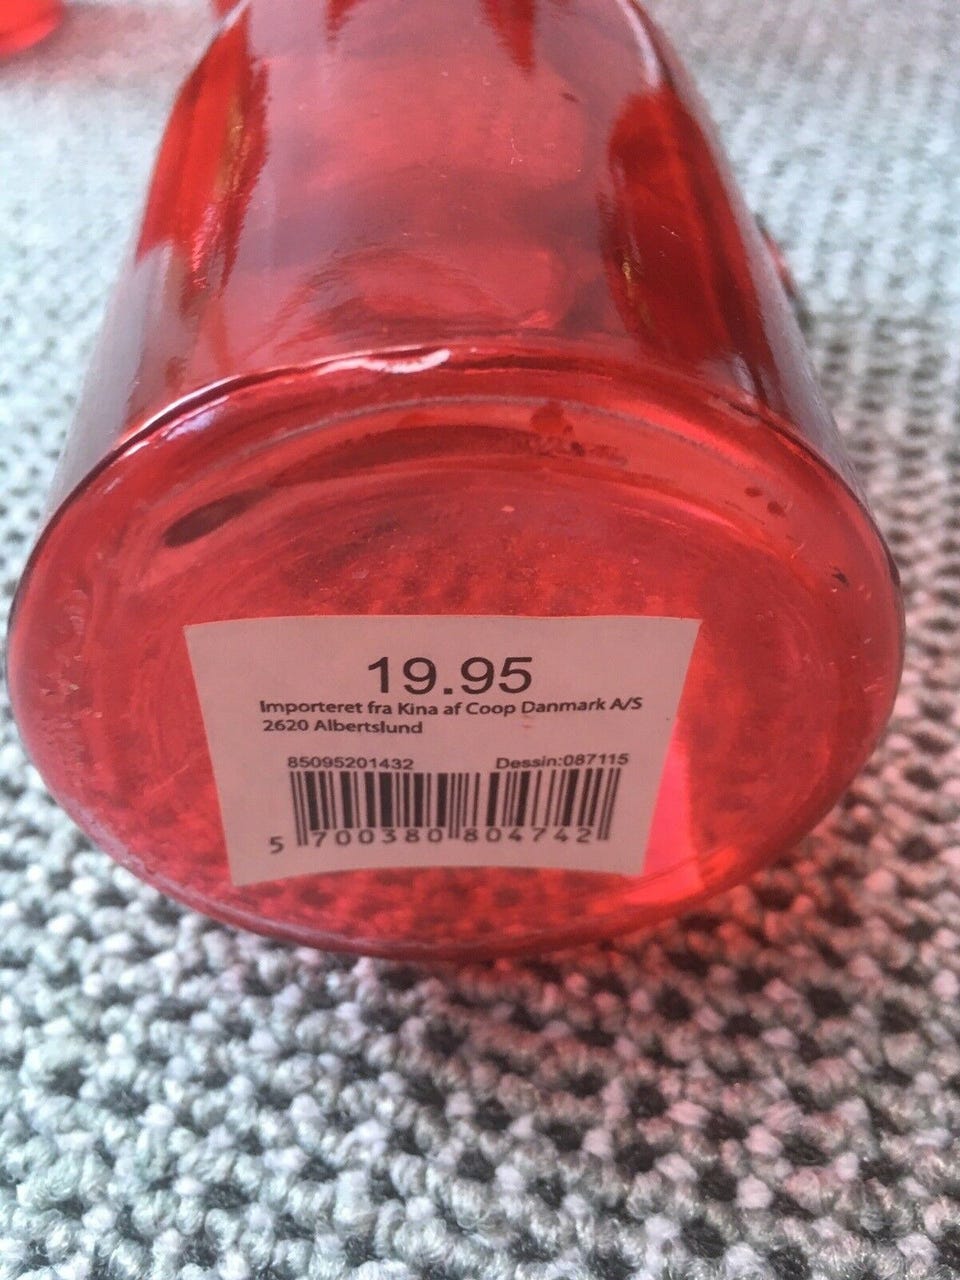 19.95
Importeret fra Kina af Coop Danmark A/S
2620 Albertslund
85095201432 Dessin:087115
5 700380 804742